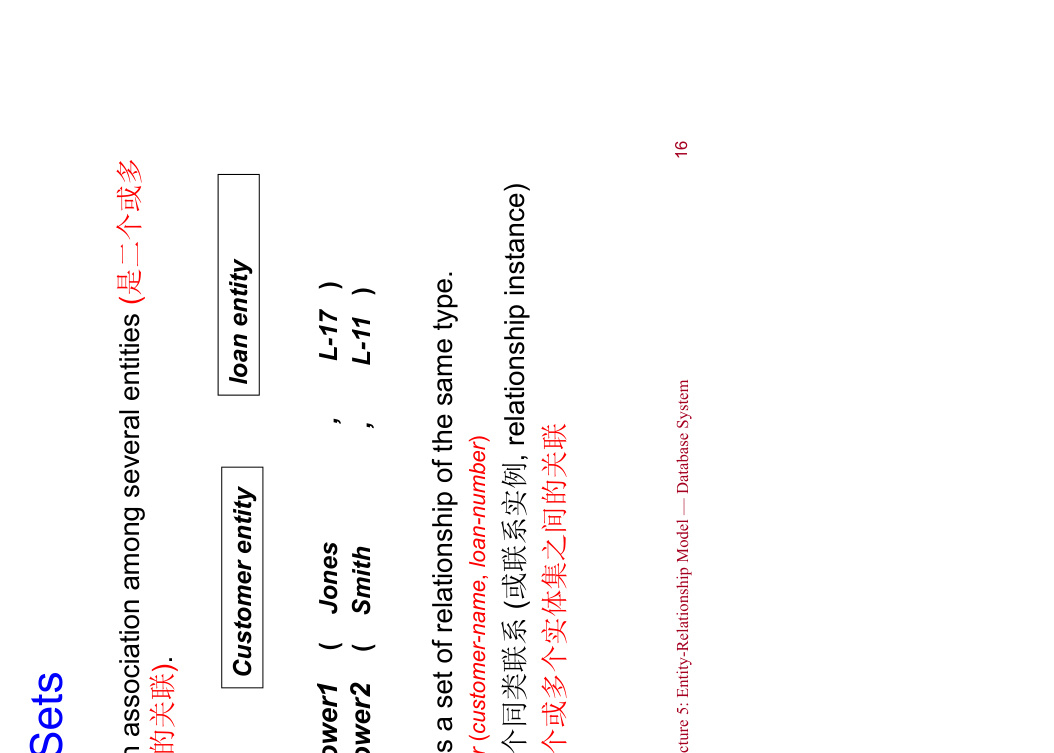 Sets
association among several entities (是二个或多
的关联).
Customer entity loan entity
ower1 ( Jones , L-17 )
ower2 ( Smith , L-11 )
s a set of relationship of the same type.
r (customer-name, loan-number)
个同类联系 (或联系实例, relationship instance)
个或多个实体集之间的关联
cture 5: Entity-Relationship Model — Database System 16